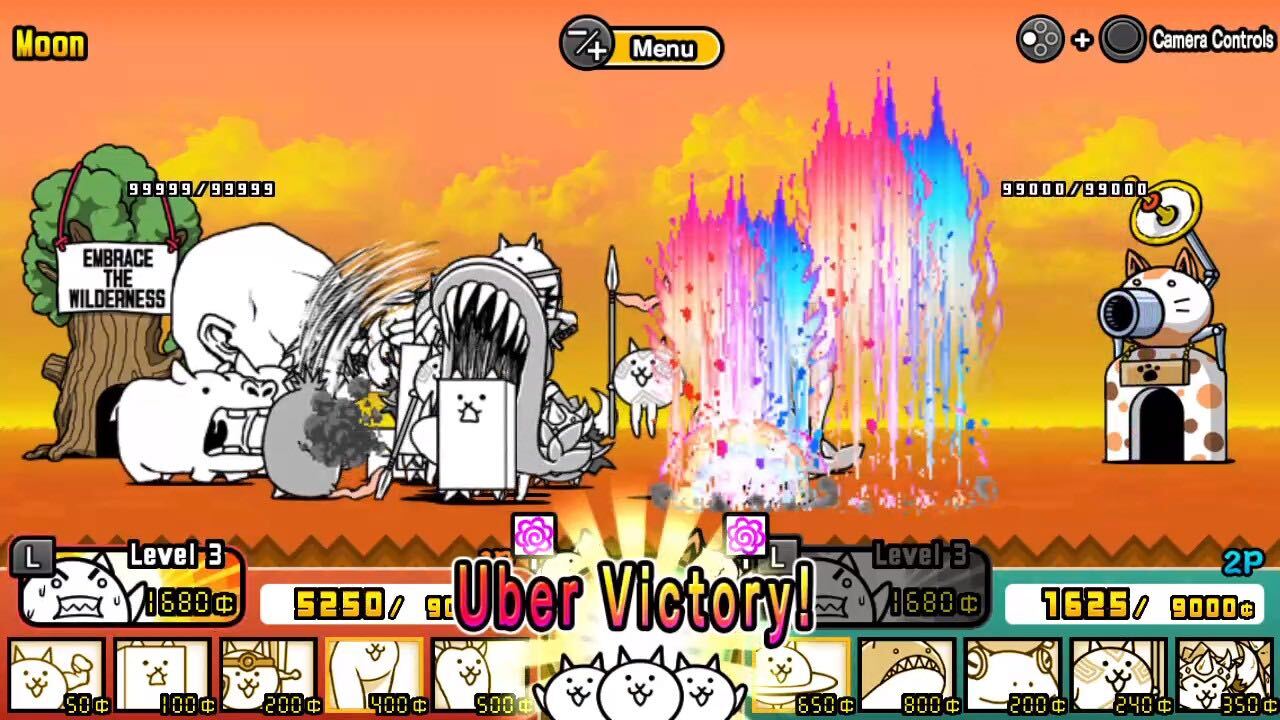 Moon
-/+ Menu
+ Camera Controls
99999/99999
99000/99000
EMBRACE
THE
WILDERNESS
L Level 3
1680¢
L Level 3
1680¢
2P
5250/
1625/ 9000¢
Uber Victory!
50¢
100¢
200¢
400¢
500¢
650¢
800¢
200¢
240¢
350¢